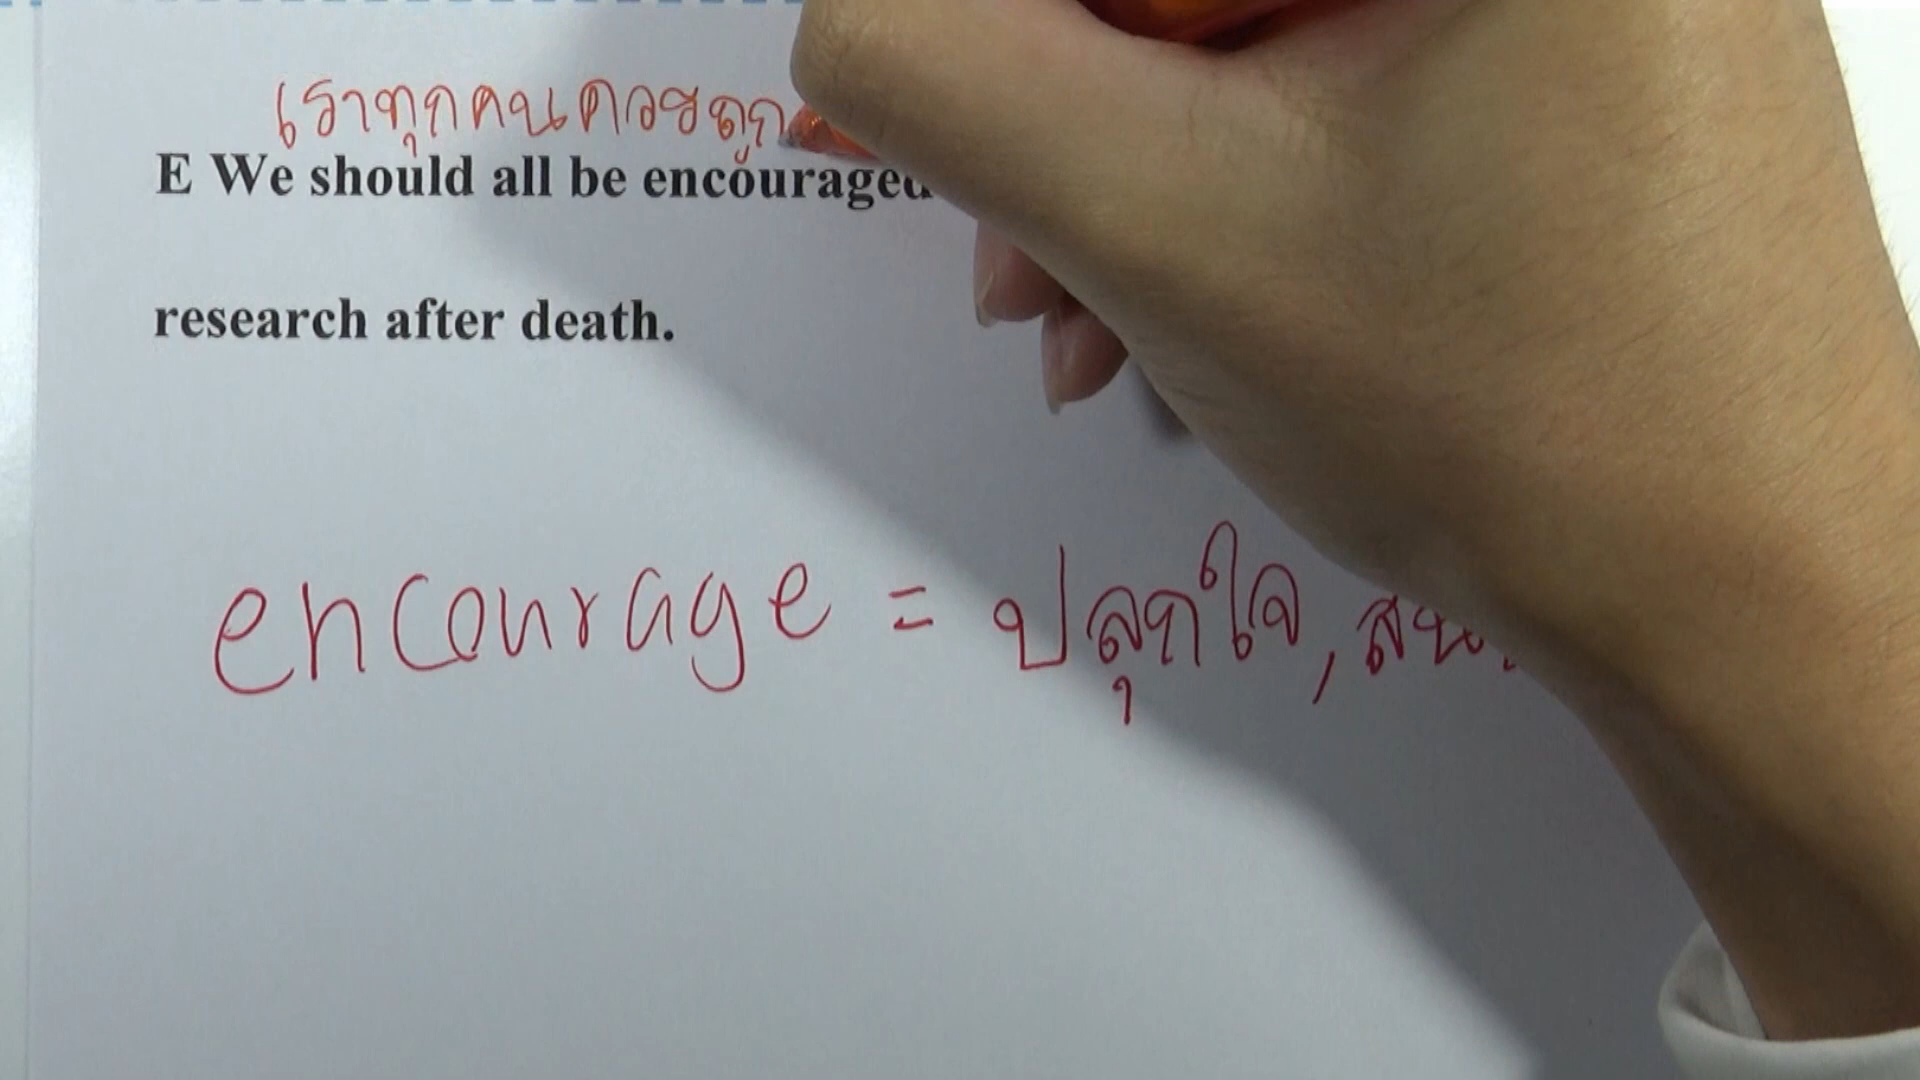 เราทุกคนควรถูก
E We should all be encouraged
research after death.
encourage = ปลุกใจ,